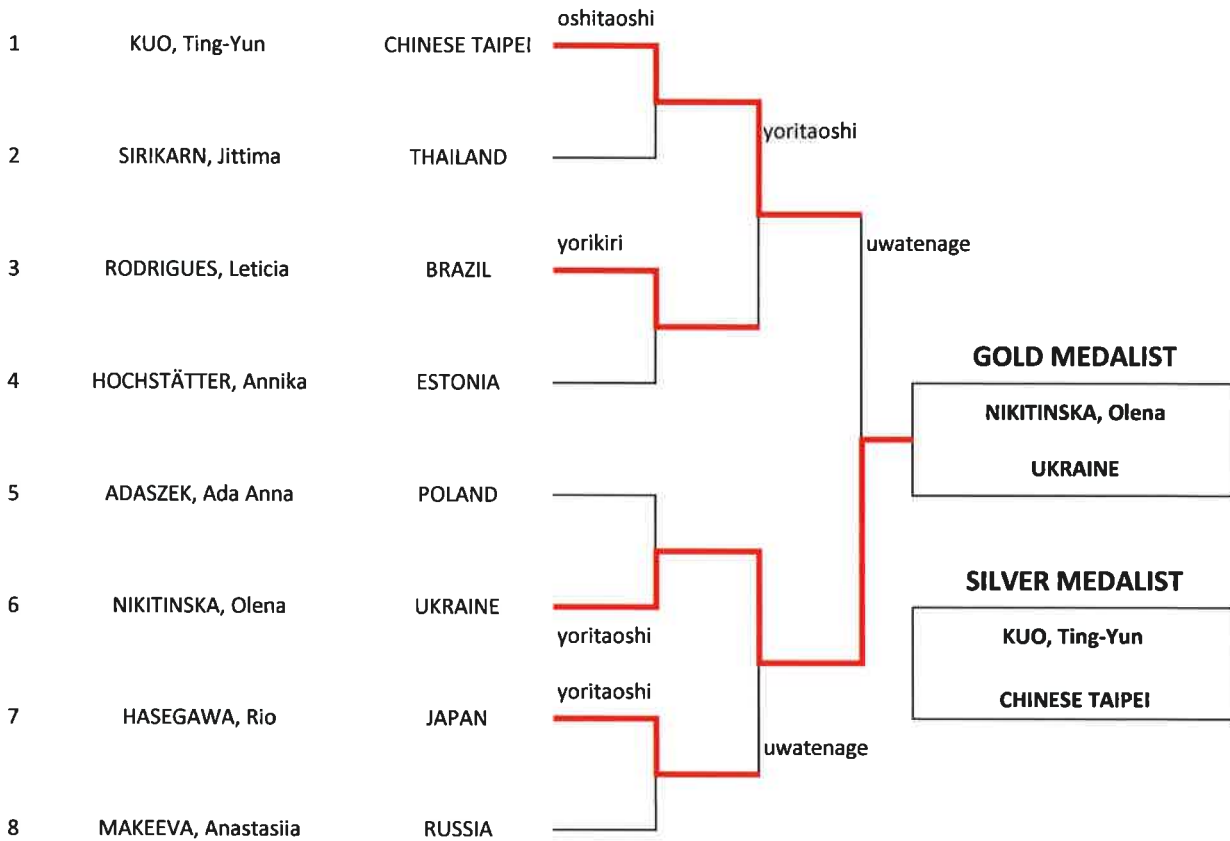 oshitaoshi
1 KUO, Ting-Yun CHINESE TAIPEI
yoritaoshi
2 SIRIKARN, Jittima THAILAND
yorikiri
uwatenage
3 RODRIGUES, Leticia BRAZIL
GOLD MEDALIST
4 HOCHSTÄTTER, Annika ESTONIA
NIKITINSKA, Olena
UKRAINE
5 ADASZEK, Ada Anna POLAND
SILVER MEDALIST
6 NIKITINSKA, Olena UKRAINE
yoritaoshi
KUO, Ting-Yun
yoritaoshi
CHINESE TAIPEI
7 HASEGAWA, Rio JAPAN
uwatenage
8 MAKEEVA, Anastasiia RUSSIA